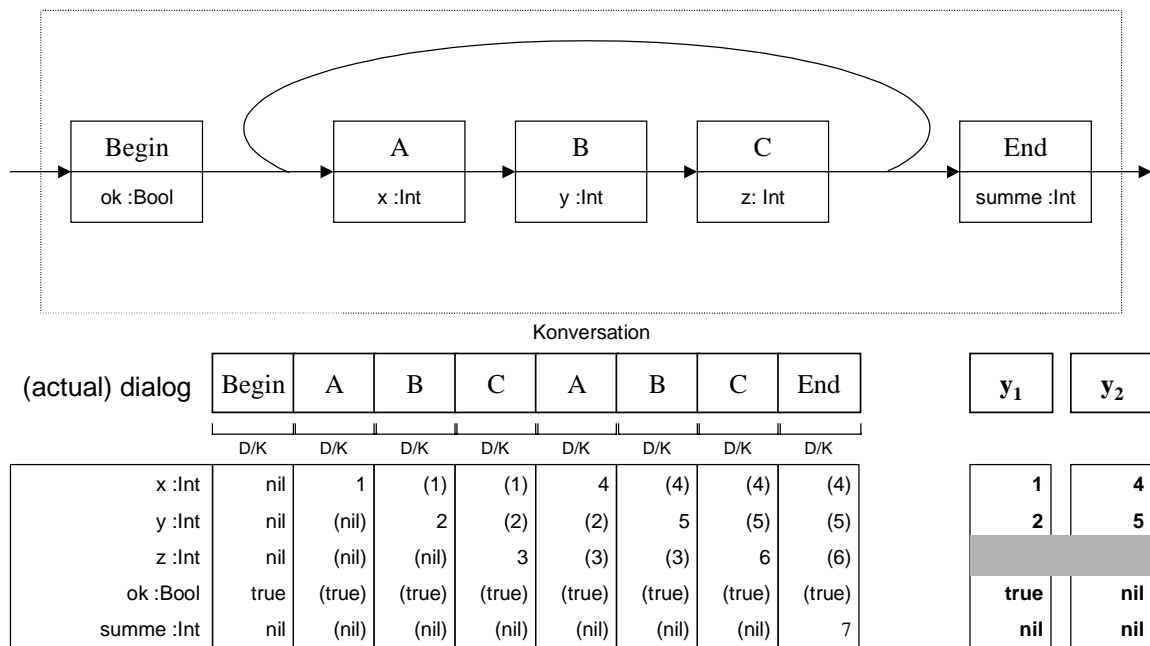 Begin A B C End
ok :Bool x :Int y :Int z: Int summe :Int
Konversation
(actual) dialog Begin A B C A B C End y1 y2
D/K D/K D/K D/K D/K D/K D/K D/K
x :Int nil 1 (1) (1) 4 (4) (4) (4) 1 4
y :Int nil (nil) 2 (2) (2) 5 (5) (5) 2 5
z :Int nil (nil) (nil) 3 (3) (3) 6 (6)
ok :Bool true (true) (true) (true) (true) (true) (true) (true) true nil
summe :Int nil (nil) (nil) (nil) (nil) (nil) (nil) 7 nil nil